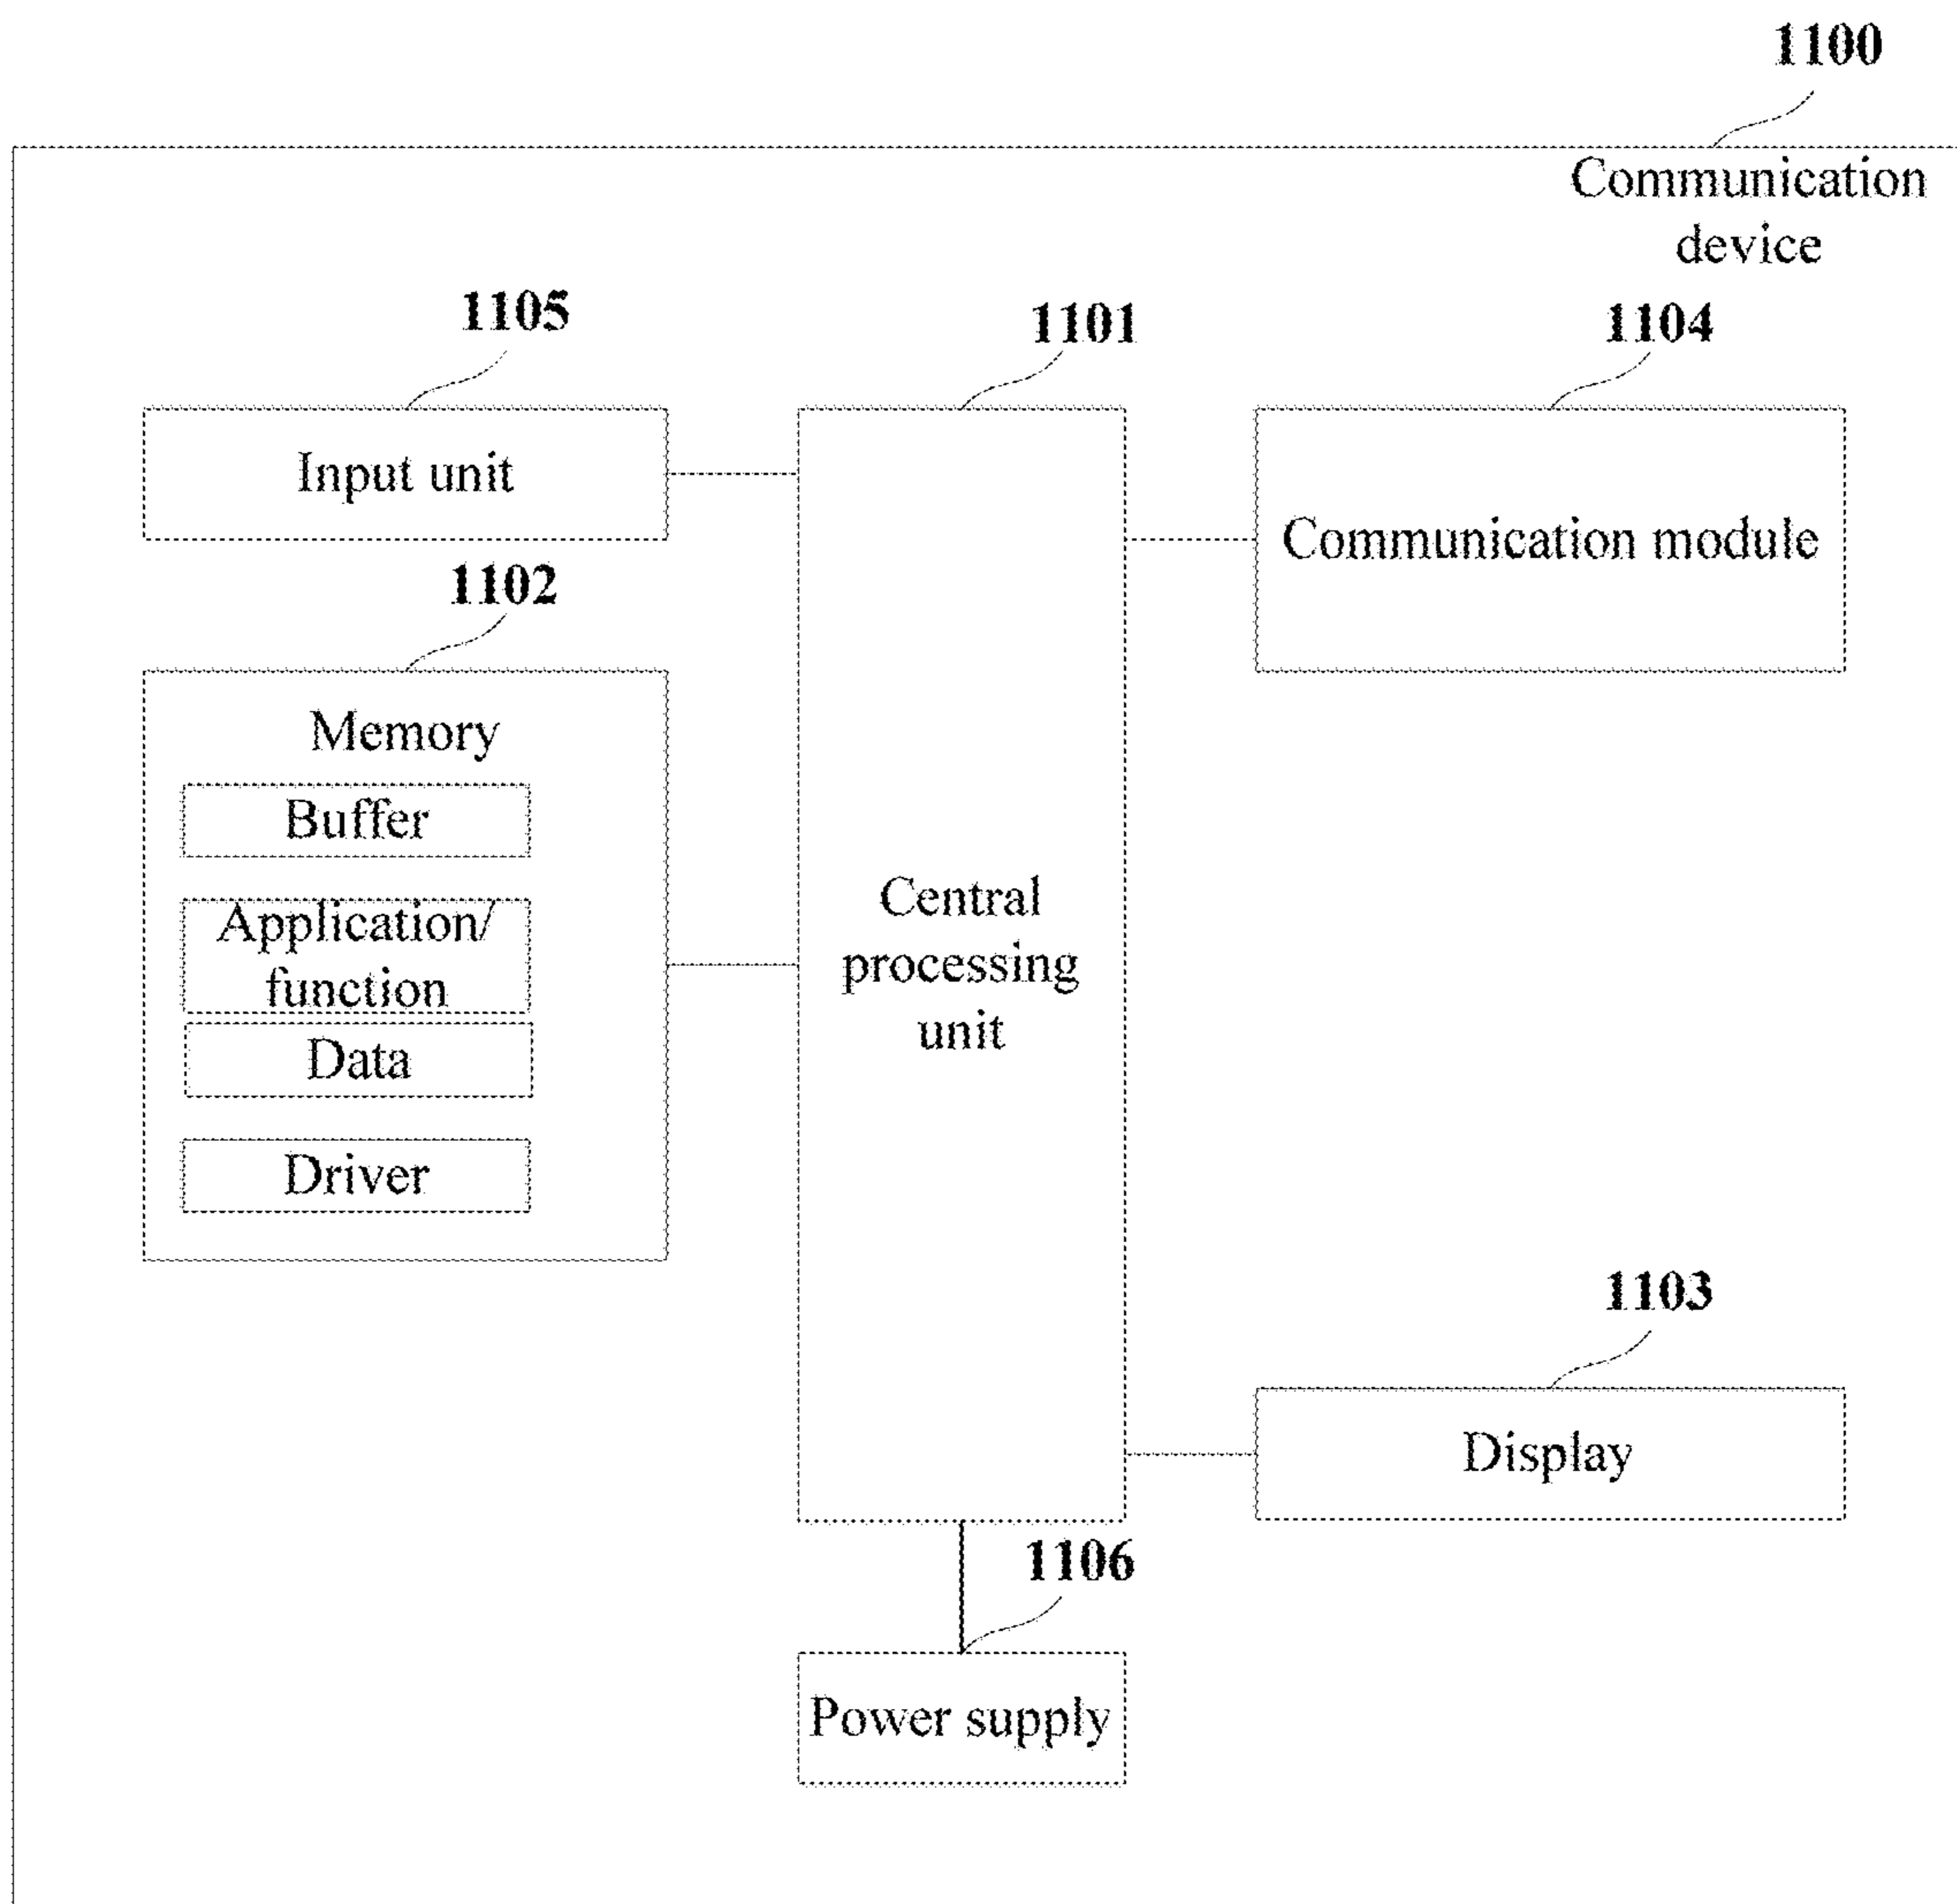 1100
Communication
device
1105
1101
1104
Input unit
Communication module
1102
Memory
Buffer
Application/
function
Data
Driver
Central
processing
unit
1103
Display
1106
Power supply